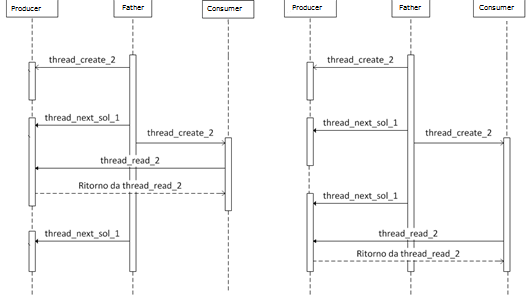 Producer
Father
Consumer
thread_create_2
thread_next_sol_1
thread_create_2
thread_read_2
Ritorno da thread_read_2
thread_next_sol_1
Producer
Father
Consumer
thread_create_2
thread_next_sol_1
thread_create_2
thread_next_sol_1
thread_read_2
Ritorno da thread_read_2